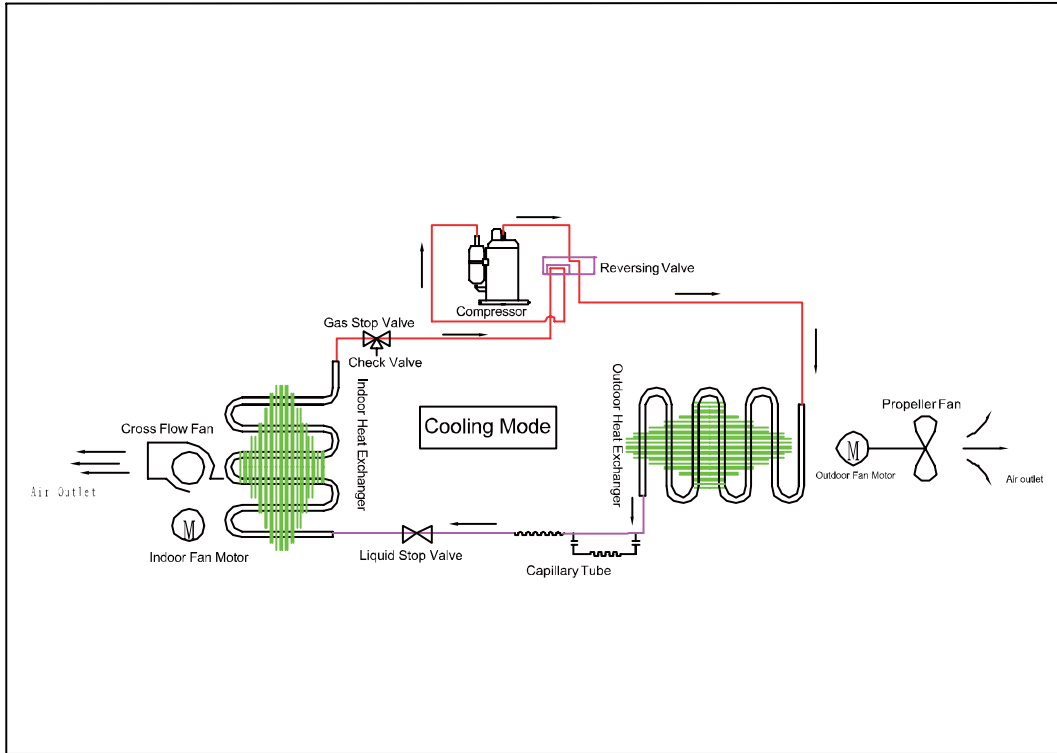 Reversing Valve
Compressor
Gas Stop Valve
Check Valve
Indoor Heat Exchanger
Outdoor Heat Exchanger
Cooling Mode
Cross Flow Fan
Propeller Fan
M
Outdoor Fan Motor
Air outlet
Air Outlet
M
Indoor Fan Motor
Liquid Stop Valve
Capillary Tube